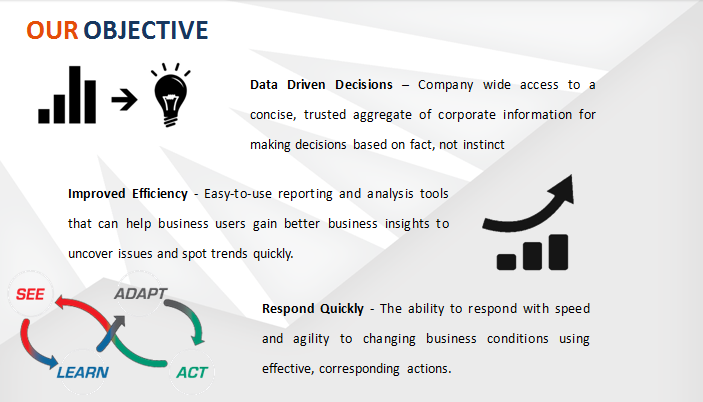 OUR OBJECTIVE
Data Driven Decisions – Company wide access to a
concise, trusted aggregate of corporate information for
making decisions based on fact, not instinct
Improved Efficiency - Easy-to-use reporting and analysis tools
that can help business users gain better business insights to
uncover issues and spot trends quickly.
SEE
ADAPT
LEARN
ACT
Respond Quickly - The ability to respond with speed
and agility to changing business conditions using
effective, corresponding actions.